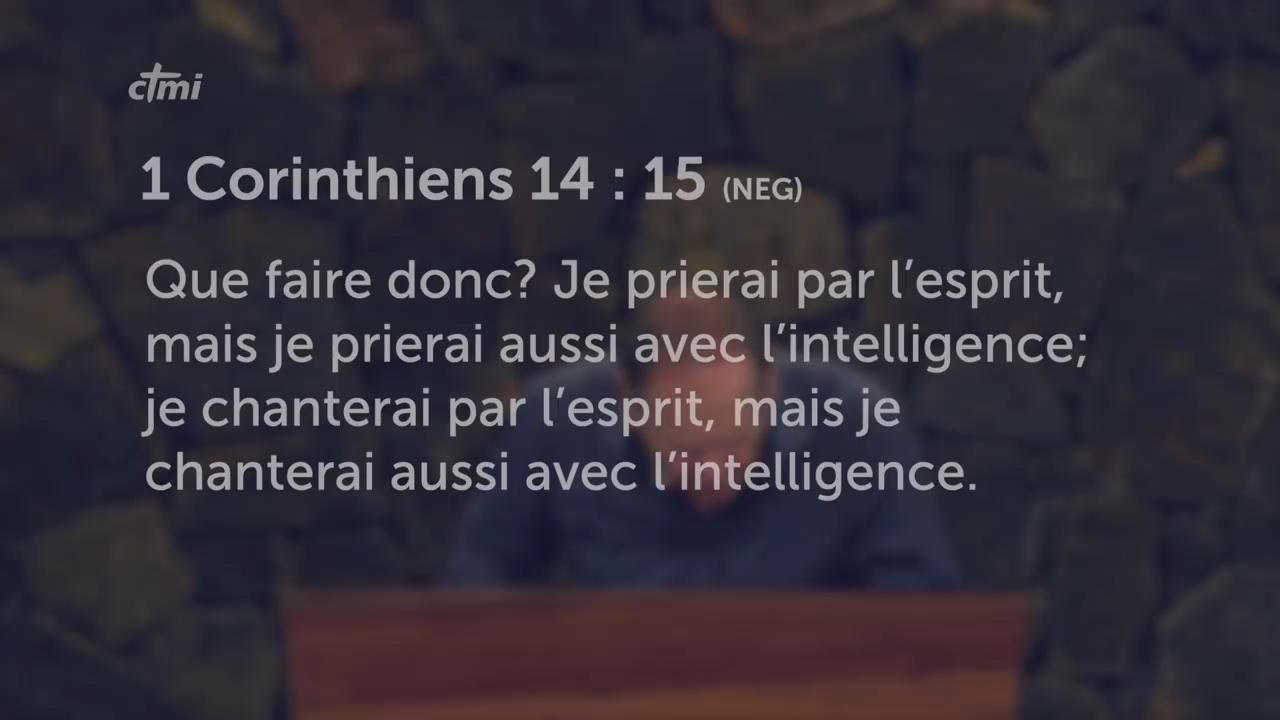 ctmi
1 Corinthiens 14 : 15 (NEG)
Que faire donc? Je prierai par l’esprit,
mais je prierai aussi avec l’intelligence;
je chanterai par l’esprit, mais je
chanterai aussi avec l’intelligence.